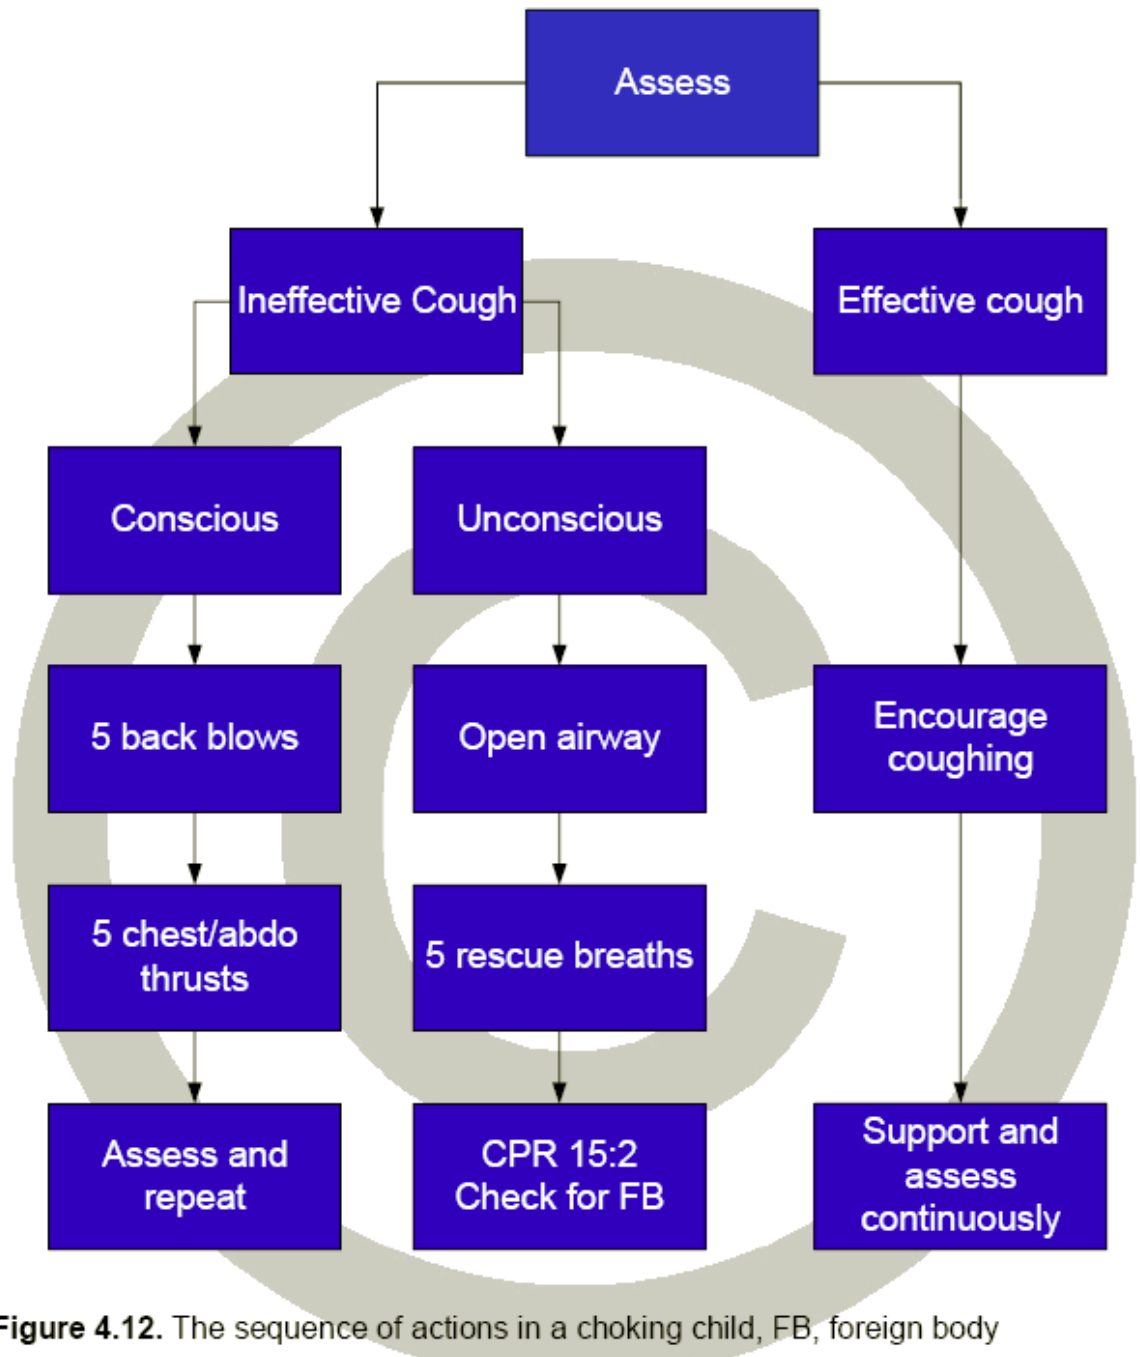 Assess
Ineffective Cough
Effective cough
Conscious
Unconscious
5 back blows
Open airway
Encourage
coughing
5 chest/abdo
thrusts
5 rescue breaths
Assess and
repeat
CPR 15:2
Check for FB
Support and
assess
continuously
Figure 4.12. The sequence of actions in a choking child, FB, foreign body